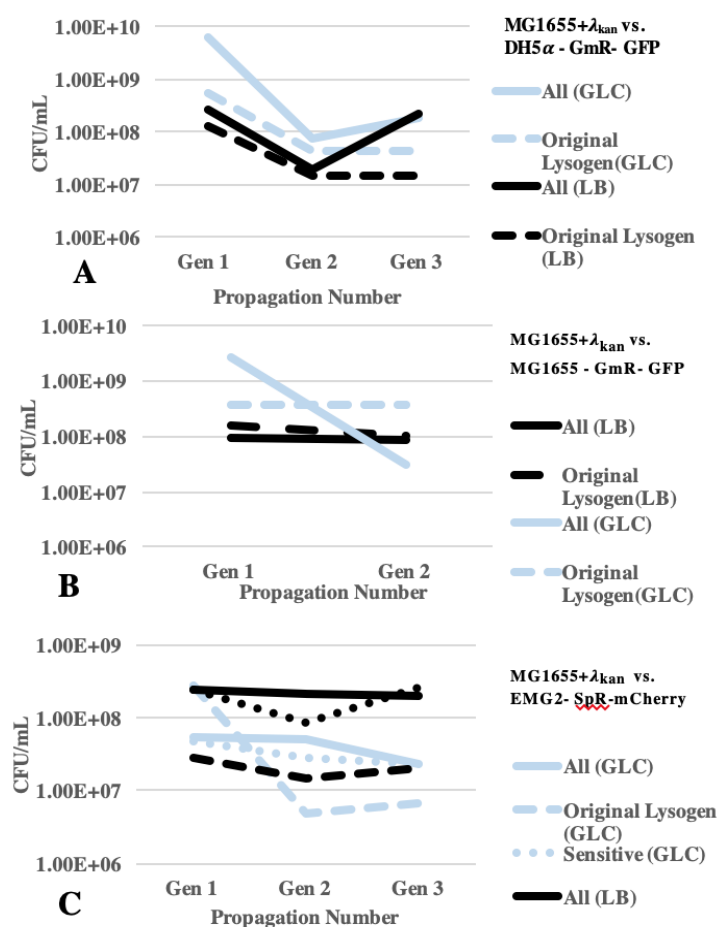 1.00E+10
1.00E+09
1.00E+08
1.00E+07
1.00E+06
CFU/mL
Gen 1 Gen 2 Gen 3
Propagation Number
A
MG1655+λkan vs.
DH5α - GmR- GFP
All (GLC)
Original
Lysogen(GLC)
All (LB)
Original Lysogen
(LB)
1.00E+10
1.00E+09
1.00E+08
1.00E+07
1.00E+06
CFU/mL
Gen 1 Gen 2
Propagation Number
B
MG1655+λkan vs.
MG1655 - GmR- GFP
All (LB)
Original
Lysogen(LB)
All (GLC)
Original
Lysogen(GLC)
1.00E+09
1.00E+08
1.00E+07
1.00E+06
CFU/mL
Gen 1 Gen 2 Gen 3
Propagation Number
C
MG1655+λkan vs.
EMG2- SpR-mCherry
All (GLC)
Original Lysogen
(GLC)
Sensitive (GLC)
All (LB)